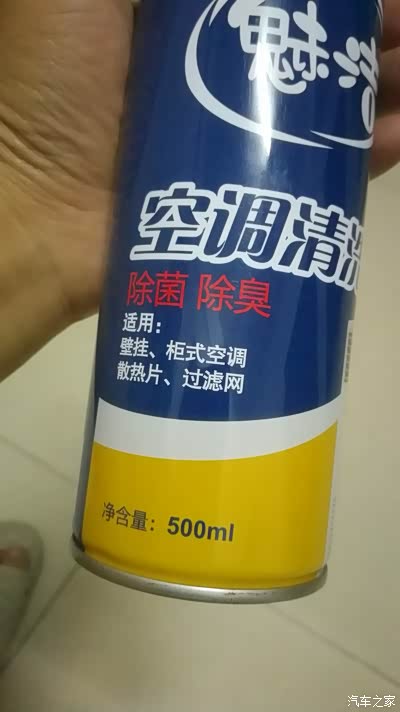 魅洁
空调清洗
除菌 除臭
适用：
壁挂、柜式空调
散热片、过滤网
净含量：500ml
汽车之家